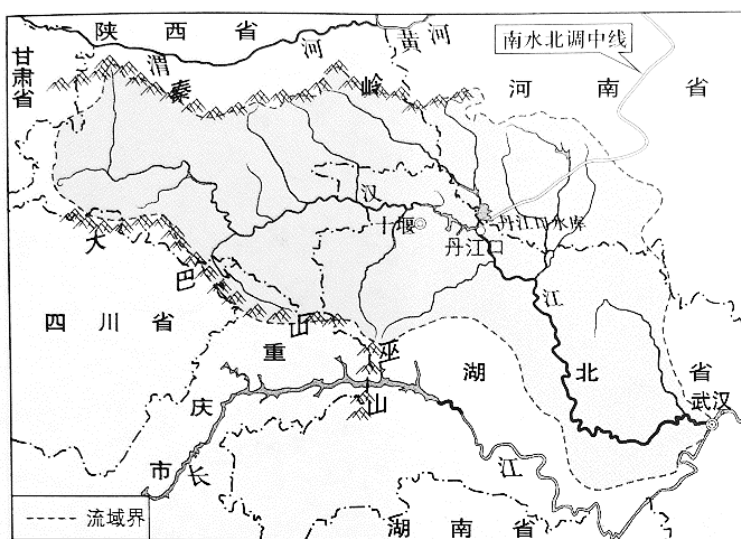 陕西省
甘肃省
渭河
黄河
南水北调中线
秦岭
河南省
汉江
十堰
丹江口水库
丹江口
大巴山
四川省
重庆市
巫山
湖北省
武汉
长江
湖南省
流域界